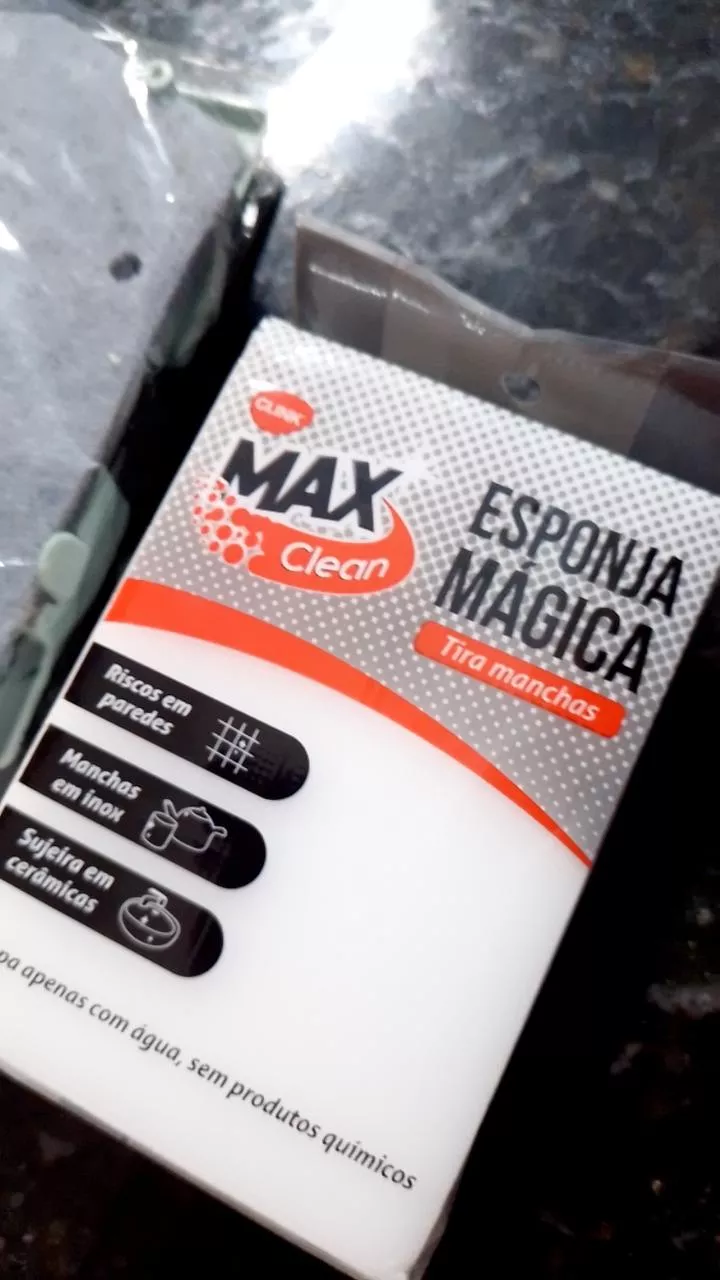 GLINK
MAX
Clean
ESPONJA
MÁGICA
Tira manchas
Riscos em
paredes
Manchas
em inox
Sujeira em
cerâmicas
apenas com água, sem produtos químicos